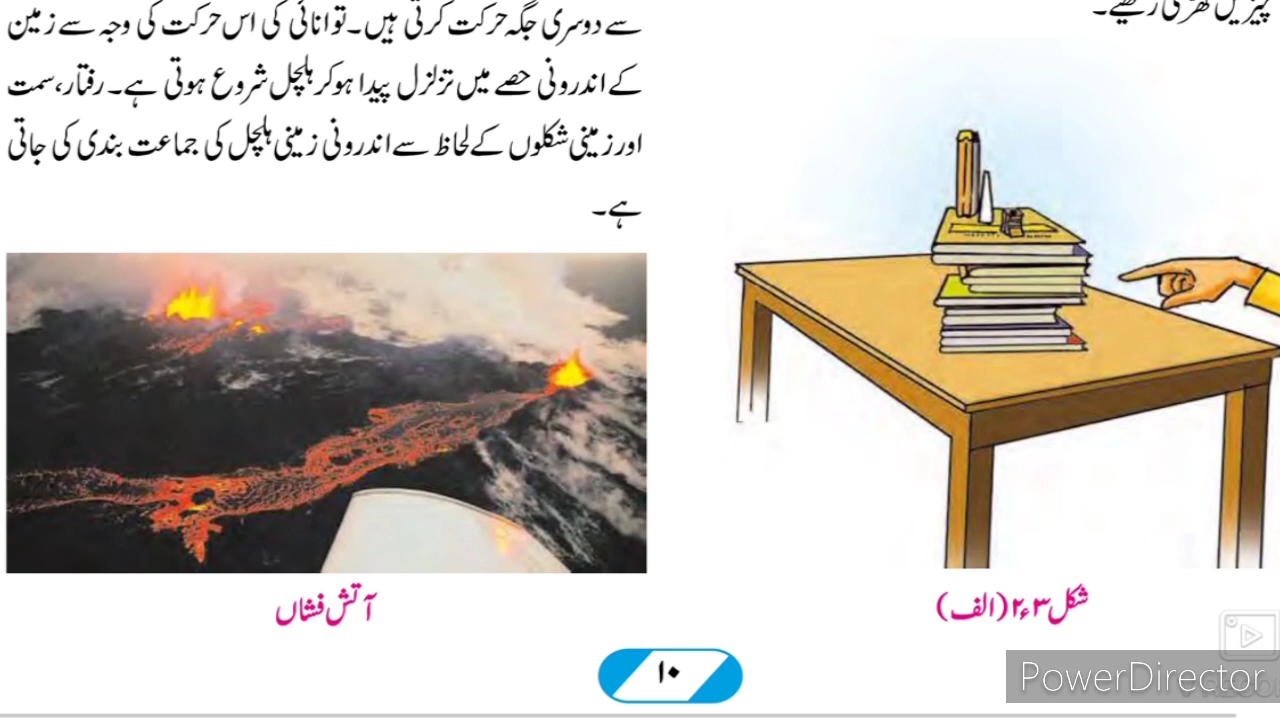 رکھیے۔
شکل ۲ء۳ (الف)
سے دوسری جگہ حرکت کرتی ہیں۔ توانائی کی اس حرکت کی وجہ سے زمین
کے اندرونی حصے میں تزلزل پیدا ہوکر ہلچل شروع ہوتی ہے۔ رفتار، سمت
اور زمینی شکلوں کے لحاظ سے اندرونی زمینی ہلچل کی جماعت بندی کی جاتی
ہے۔
آتش فشاں
۱۰
PowerDirector